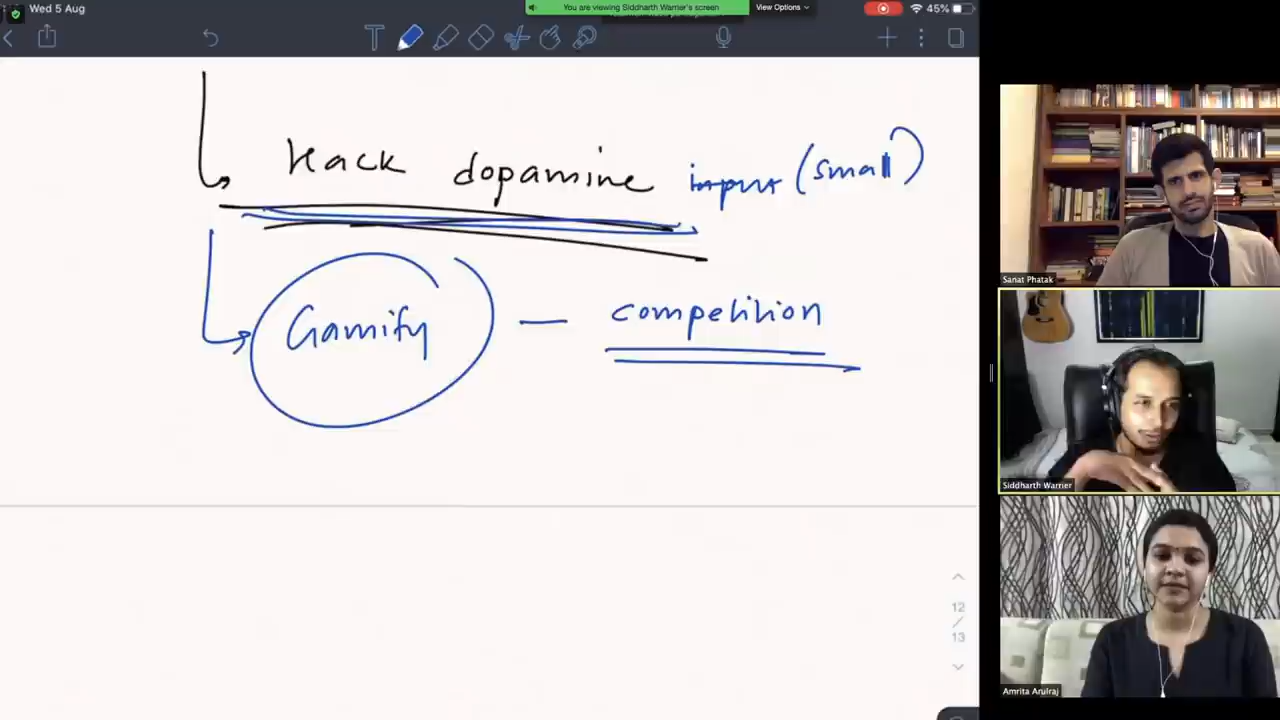 Wed 5 Aug
You are viewing Siddharth Warrier's screen
View Options
45%
Hack dopamine input (small)
Gamify — competition
12
/
13
Sanat Phatak
Siddharth Warrier
Amrita Arulraj